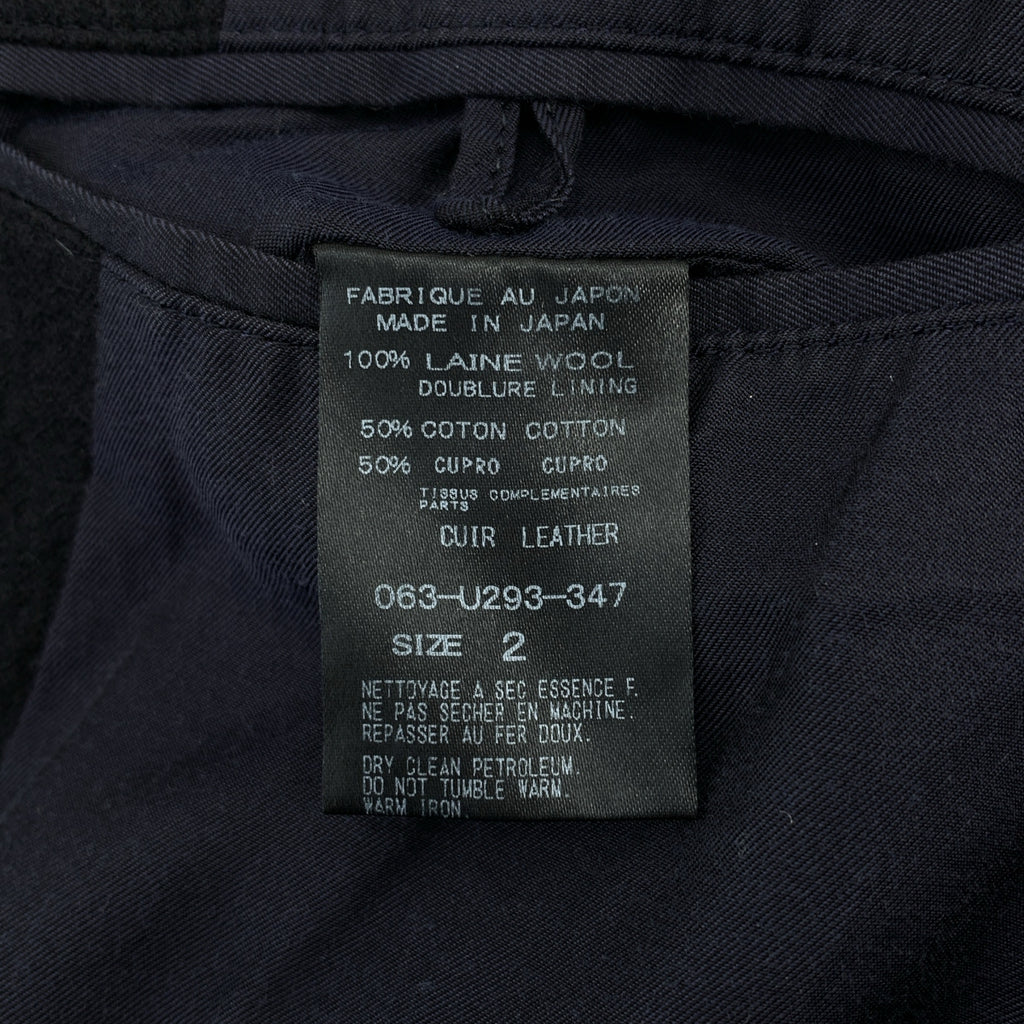 FABRIQUE AU JAPON
MADE IN JAPAN
100% LAINE WOOL
DOUBLURE LINING
50% COTON COTTON
50% CUPRO CUPRO
TISSUS COMPLEMENTAIRES
PARTS
CUIR LEATHER
063-U293-347
SIZE 2
NETTOYAGE A SEC ESSENCE F.
NE PAS SECHER EN MACHINE.
REPASSER AU FER DOUX.
DRY CLEAN PETROLEUM.
DO NOT TUMBLE WARM.
WARM IRON.